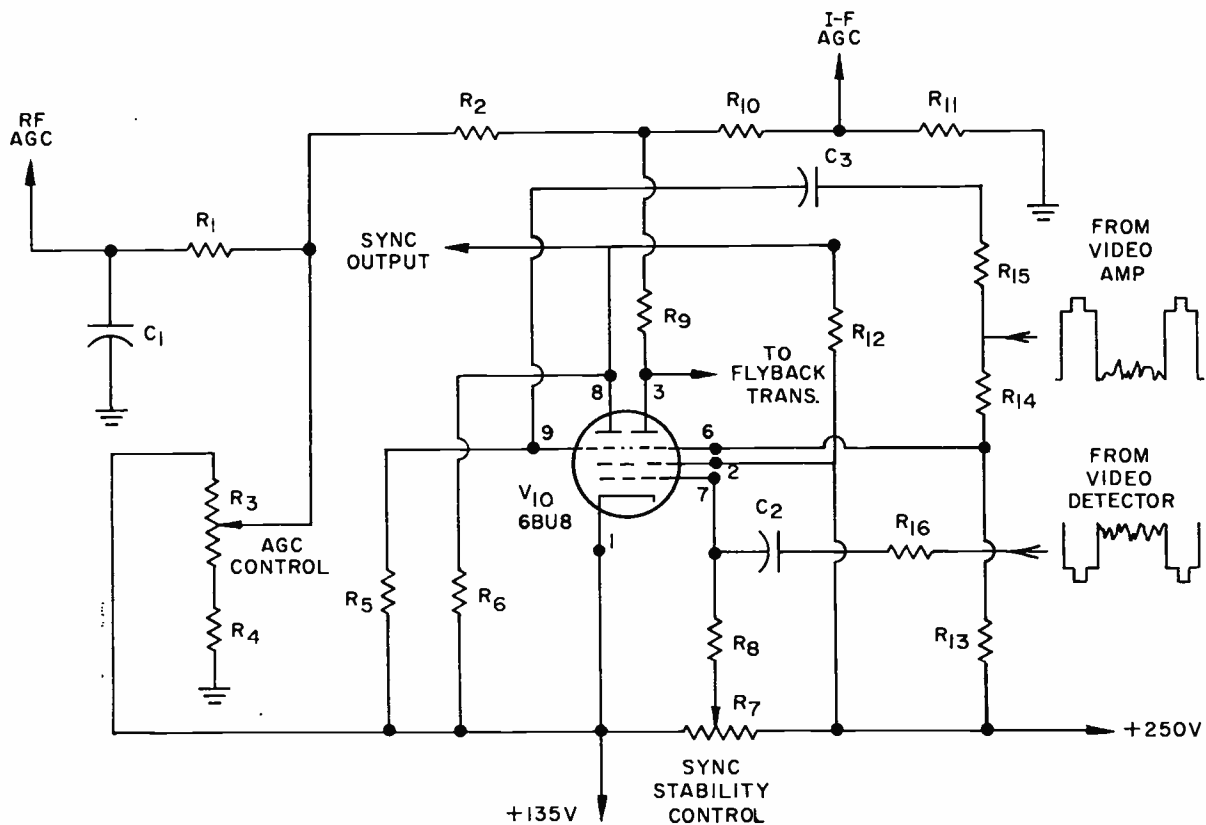 I-F
AGC
R2
R10
R11
RF
AGC
C3
R1
SYNC
OUTPUT
FROM
VIDEO
AMP
R15
C1
R9
R12
TO
FLYBACK
TRANS.
8
3
R14
9
6
2
7
V10
6BU8
FROM
VIDEO
DETECTOR
R3
AGC
CONTROL
C2
R16
1
R5
R6
R4
R8
R13
R7
+250V
SYNC
STABILITY
CONTROL
+135V